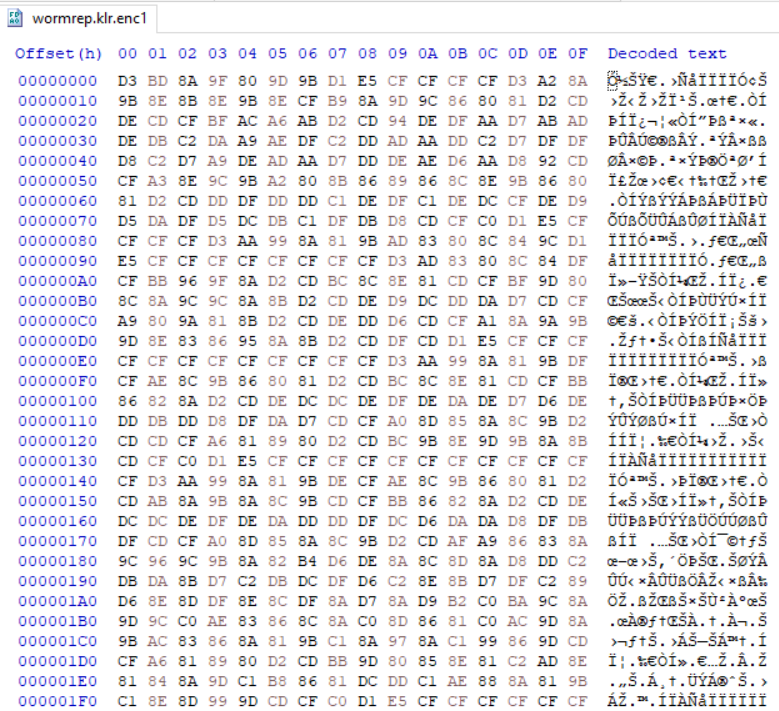 wormrep.klr.enc1
Offset(h) 00 01 02 03 04 05 06 07 08 09 0A 0B 0C 0D 0E 0F Decoded text
00000000 D3 BD 8A 9F 80 9D 9B D1 E5 CF CF CF CF D3 A2 8A Ó½ŠŸ€.›ÑåÏÏÏÏÓ¢Š
00000010 9B 8E 8B 8E 9B 8E CF B9 8A 9D 9C 86 80 81 D2 CD ›Ž‹Ž›ŽÏ¹Š.œ†€.ÒÍ
00000020 DE CD CF BF AC A6 AB D2 CD 94 DE DF AA D7 AB AD ÞÍÏ¿¬¦«ÒÍ”Þߪ׫.
00000030 DE DB C2 DA A9 AE DF C2 DD AD AA DD C2 D7 DF DF ÞÛÂÚ©®ßÂÝ.ªÝÂ×ßß
00000040 D8 C2 D7 A9 DE AD AA D7 DD DE AE D6 AA D8 92 CD ØÂ×©Þ.ª×ÝÞ®ÖªØ’Í
00000050 CF A3 8E 9C 9B A2 80 8B 86 89 86 8C 8E 9B 86 80 Ï£Žœ›¢€‹†‰†ŒŽ›†€
00000060 81 D2 CD DD DF DD DD C1 DE DF C1 DE DC CF DE D9 .ÒÍÝßÝÝÁÞßÁÞÜÏÞÙ
00000070 D5 DA DF D5 DC DB C1 DF DB D8 CD CF C0 D1 E5 CF ÕÚßÕÜÛÁßÛØÍÏÀÑåÏ
00000080 CF CF CF D3 AA 99 8A 81 9B AD 83 80 8C 84 9C D1 ÏÏÏÓª™Š.›.ƒ€Œ„œÑ
00000090 E5 CF CF CF CF CF CF CF CF D3 AD 83 80 8C 84 DF åÏÏÏÏÏÏÏÏÓ.ƒ€Œ„ß
000000A0 CF BB 96 9F 8A D2 CD BC 8C 8E 81 CD CF BF 9D 80 Ï»–ŸŠÒͼŒŽ.ÍÏ¿.€
000000B0 8C 8A 9C 9C 8A 8B D2 CD DE D9 DC DD DA D7 CD CF ŒŠœœŠ‹ÒÍÞÙÜÝÚ×ÍÏ
000000C0 A9 80 9A 81 8B D2 CD DE DD D6 CD CF A1 8A 9A 9B ©€š.‹ÒÍÞÝÖÍÏ¡Šš›
000000D0 9D 8E 83 86 95 8A 8B D2 CD DF CD D1 E5 CF CF CF .Žƒ†•Š‹ÒÍßÍÑåÏÏÏ
000000E0 CF CF CF CF CF CF CF CF CF D3 AA 99 8A 81 9B DF ÏÏÏÏÏÏÏÏÏÓª™Š.›ß
000000F0 CF AE 8C 9B 86 80 81 D2 CD BC 8C 8E 81 CD CF BB Ï®Œ›†€.ÒͼŒŽ.ÍÏ»
00000100 86 82 8A D2 CD DE DC DC DE DF DE DA DE D7 D6 DE †‚ŠÒÍÞÜÜÞßÞÚÞ×ÖÞ
00000110 DD DB DD D8 DF DA D7 CD CF A0 8D 85 8A 8C 9B D2 ÝÛÝØßÚ×ÍÏ .…ŠŒ›Ò
00000120 CD CD CF A6 81 89 80 D2 CD BC 9B 8E 9D 9B 8A 8B ÍÍϦ.‰€Òͼ›Ž.›Š‹
00000130 CD CF C0 D1 E5 CF CF CF CF CF CF CF CF CF CF CF ÍÏÀÑåÏÏÏÏÏÏÏÏÏÏÏ
00000140 CF D3 AA 99 8A 81 9B DE CF AE 8C 9B 86 80 81 D2 ÏÓª™Š.›ÞÏ®Œ›†€.Ò
00000150 CD AB 8A 9B 8A 8C 9B CD CF BB 86 82 8A D2 CD DE Í«Š›ŠŒ›ÍÏ»†‚ŠÒÍÞ
00000160 DC DC DE DF DE DA DD DD DF DC D6 DA DA D8 DF DB ÜÜÞßÞÚÝÝßÜÖÚÚØßÛ
00000170 DF CD CF A0 8D 85 8A 8C 9B D2 CD AF A9 86 83 8A ßÍÏ .…ŠŒ›Òͯ©†ƒŠ
00000180 9C 96 9C 9B 8A 82 B4 D6 DE 8A 8C 8D 8A D8 DD C2 œ–œ›Š‚´ÖÞŠŒ.ŠØÝÂ
00000190 DB DA 8B D7 C2 DB DC DF D6 C2 8E 8B D7 DF C2 89 ÛÚ‹×ÂÛÜßÖÂŽ‹×ß‰
000001A0 D6 8E 8D DF 8E 8C DF 8A D7 8A D9 B2 C0 BA 9C 8A ÖŽ.ߎŒßŠ×ŠÙ²ÀºœŠ
000001B0 9D 9C C0 AE 83 86 8C 8A C0 8D 86 81 C0 AC 9D 8A .œÀ®ƒ†ŒŠÀ.†.À¬.Š
000001C0 9B AC 83 86 8A 81 9B C1 8A 97 8A C1 99 86 9D CD ›¬ƒ†Š.›ÁŠ—ŠÁ™†.Í
000001D0 CF A6 81 89 80 D2 CD BB 9D 80 85 8E 81 C2 AD 8E Ϧ.‰€ÒÍ».€…Ž.Â.Ž
000001E0 81 84 8A 9D C1 B8 86 81 DC DD C1 AE 88 8A 81 9B .„Š.Á¸†.ÜÝÁ®ˆŠ.›
000001F0 C1 8E 8D 99 9D CD CF C0 D1 E5 CF CF CF CF CF CF ÁŽ.™.ÍÏÀÑåÏÏÏÏÏÏ